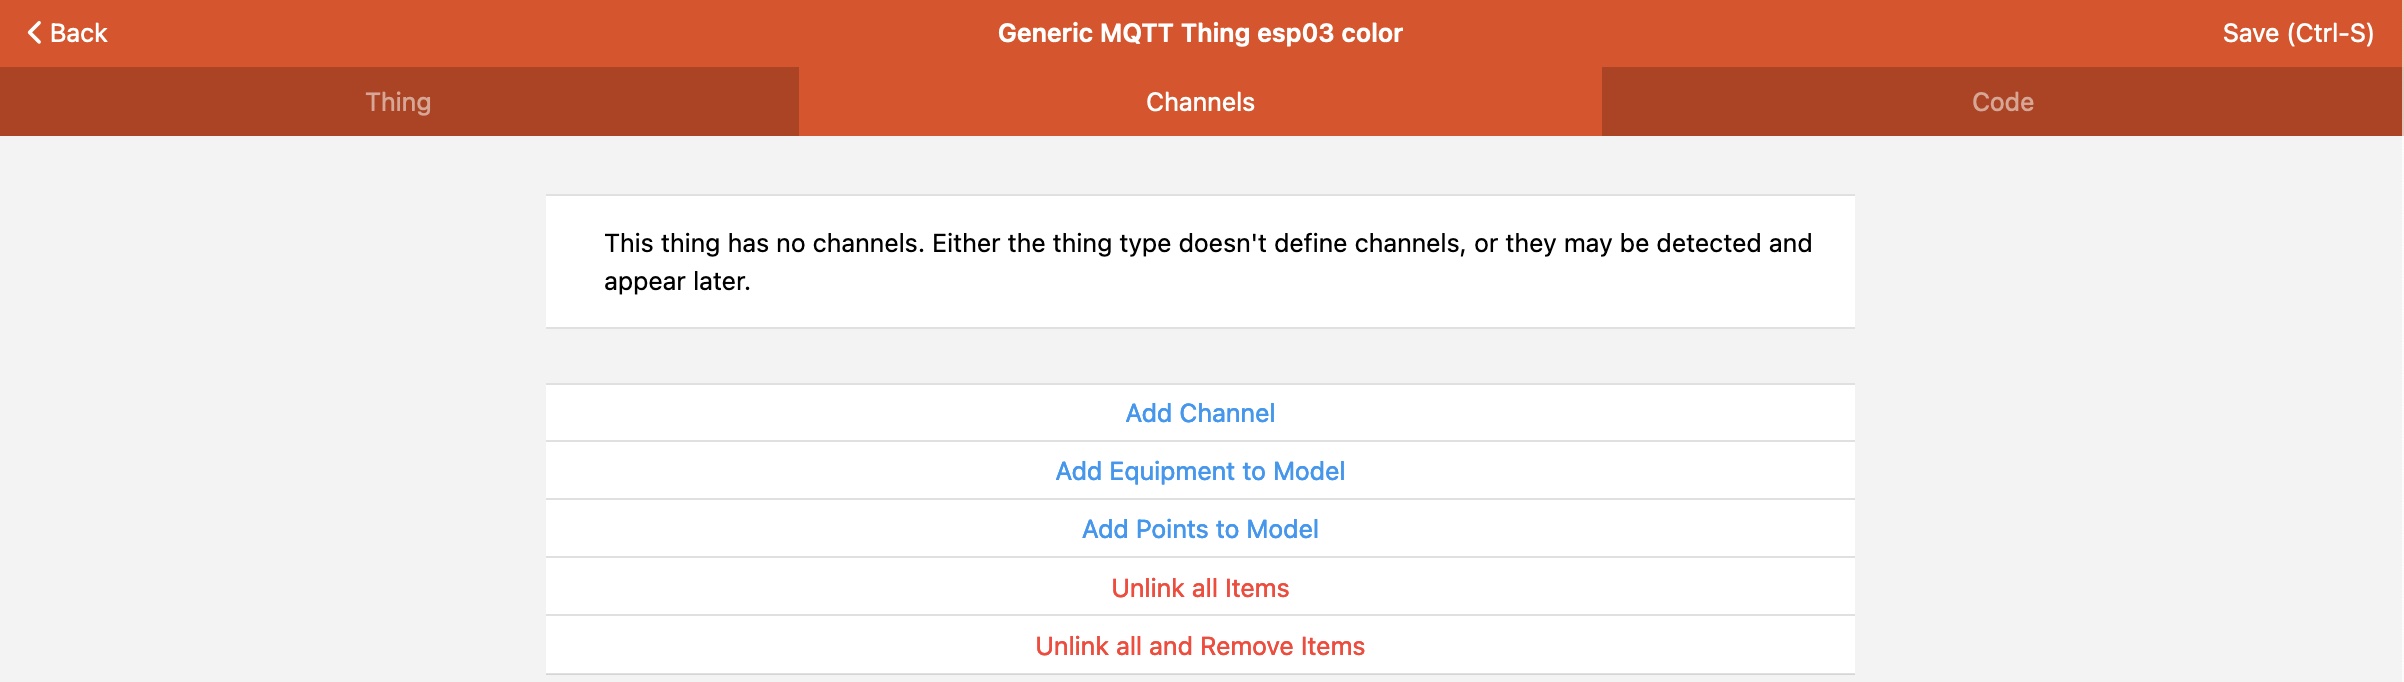 Back
Generic MQTT Thing esp03 color
Save (Ctrl-S)
Thing
Channels
Code
This thing has no channels. Either the thing type doesn't define channels, or they may be detected and
appear later.
Add Channel
Add Equipment to Model
Add Points to Model
Unlink all Items
Unlink all and Remove Items